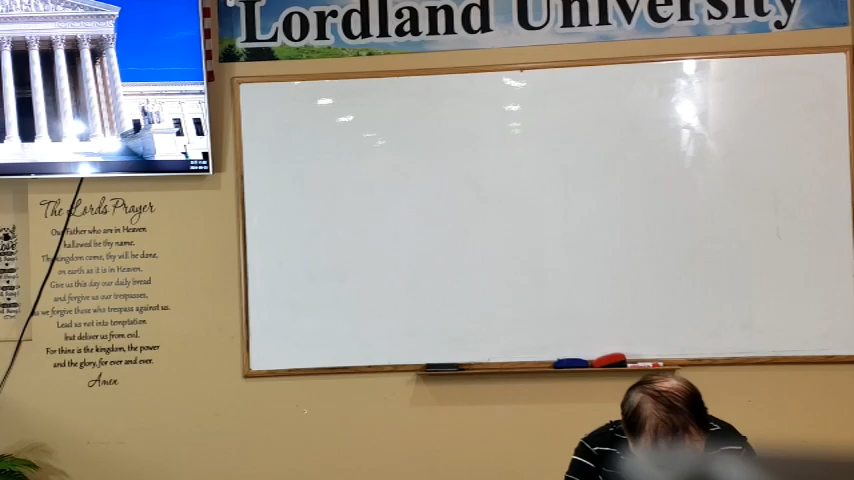 Lordland University
The Lords Prayer
Our Father who are in Heaven
hallowed be thy name.
Thy kingdom come, thy will be done,
on earth as it is in Heaven.
Give us this day our daily bread
and forgive us our trespasses,
as we forgive those who trespass against us.
Lead us not into temptation
but deliver us from evil.
For thine is the kingdom, the power
and the glory, for ever and ever.
Amen